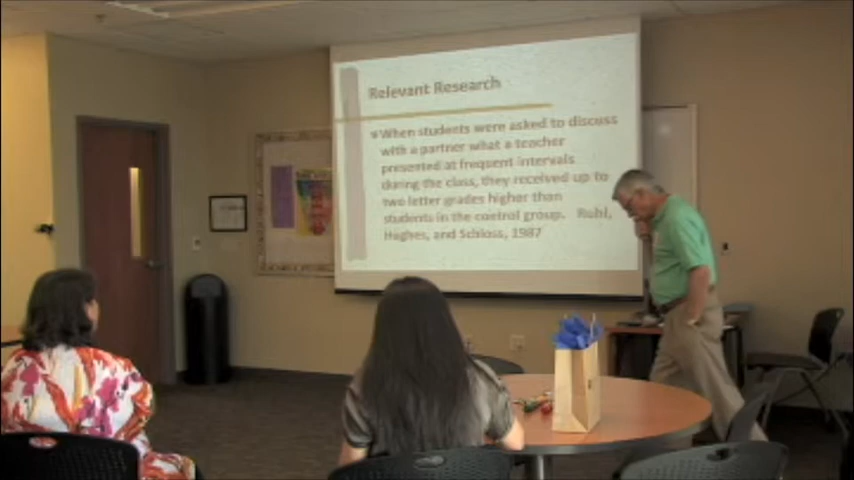 Relevant Research
When students were asked to discuss
with a partner what a teacher
presented at frequent intervals
during the class, they received up to
two letter grades higher than
students in the control group. Ruhl,
Hughes, and Schloss, 1987